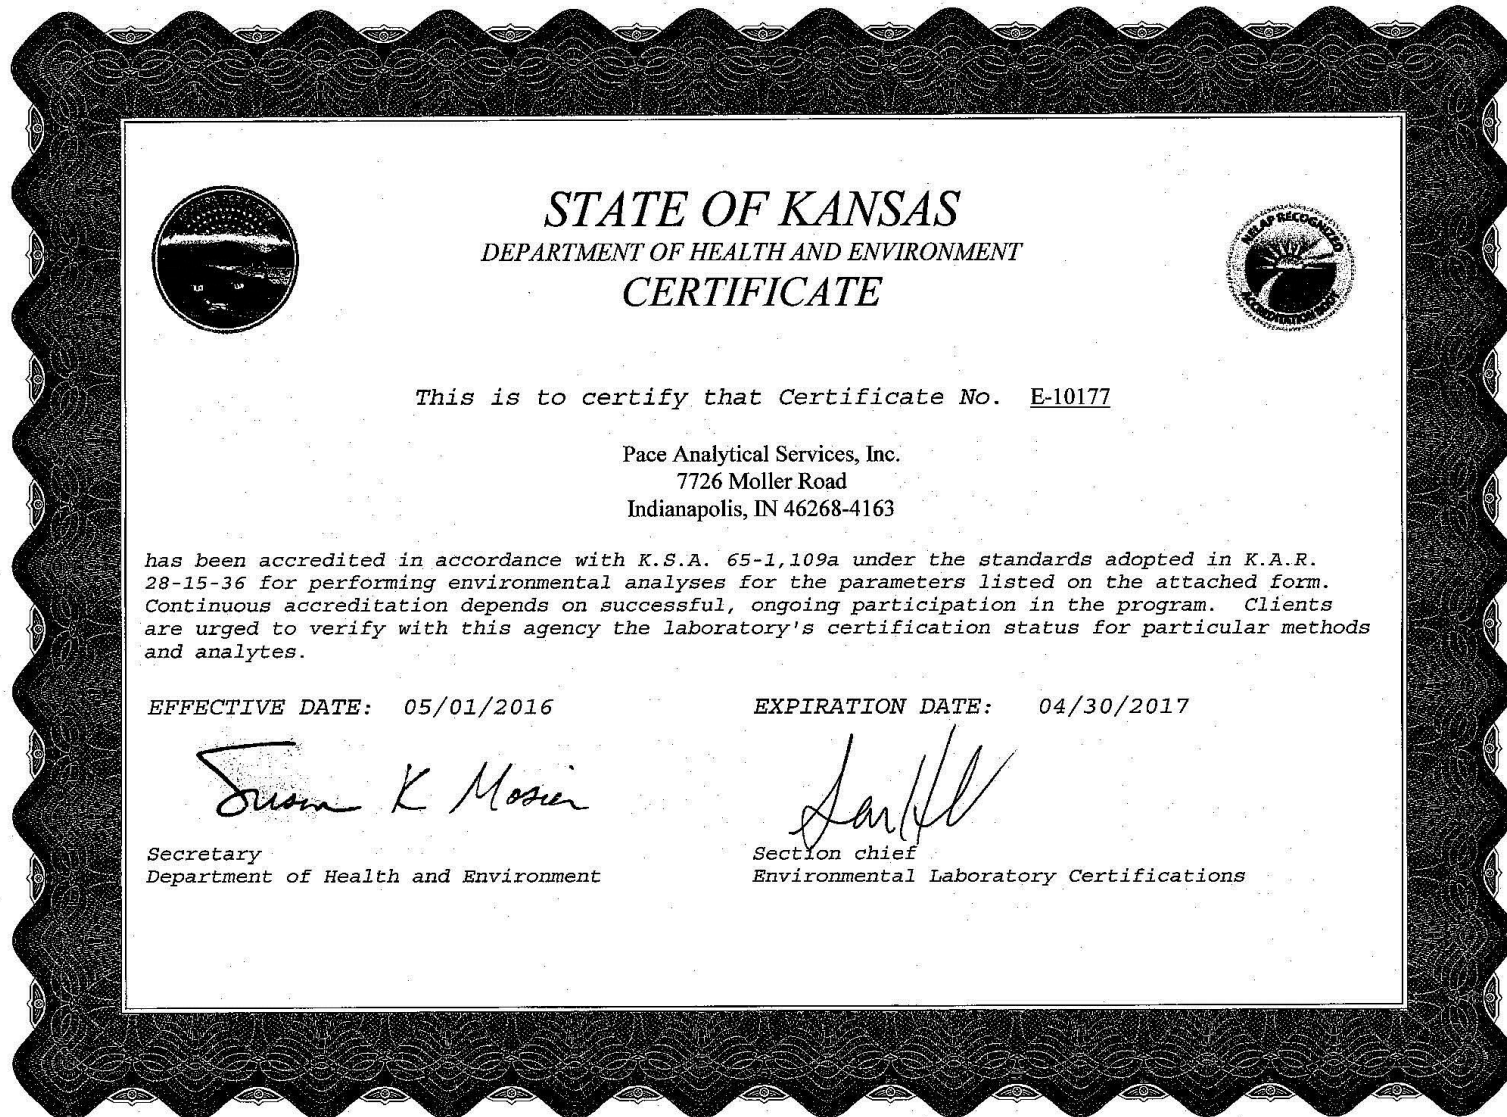 STATE OF KANSAS
DEPARTMENT OF HEALTH AND ENVIRONMENT
CERTIFICATE
NELAP RECOGNIZED
ACCREDITATION BODY
This is to certify that Certificate No. E-10177
Pace Analytical Services, Inc.
7726 Moller Road
Indianapolis, IN 46268-4163
has been accredited in accordance with K.S.A. 65-1,109a under the standards adopted in K.A.R.
28-15-36 for performing environmental analyses for the parameters listed on the attached form.
Continuous accreditation depends on successful, ongoing participation in the program. Clients
are urged to verify with this agency the laboratory's certification status for particular methods
and analytes.
EFFECTIVE DATE: 05/01/2016 EXPIRATION DATE: 04/30/2017
Susan K Mosier
Secretary
Department of Health and Environment
Section chief
Environmental Laboratory Certifications